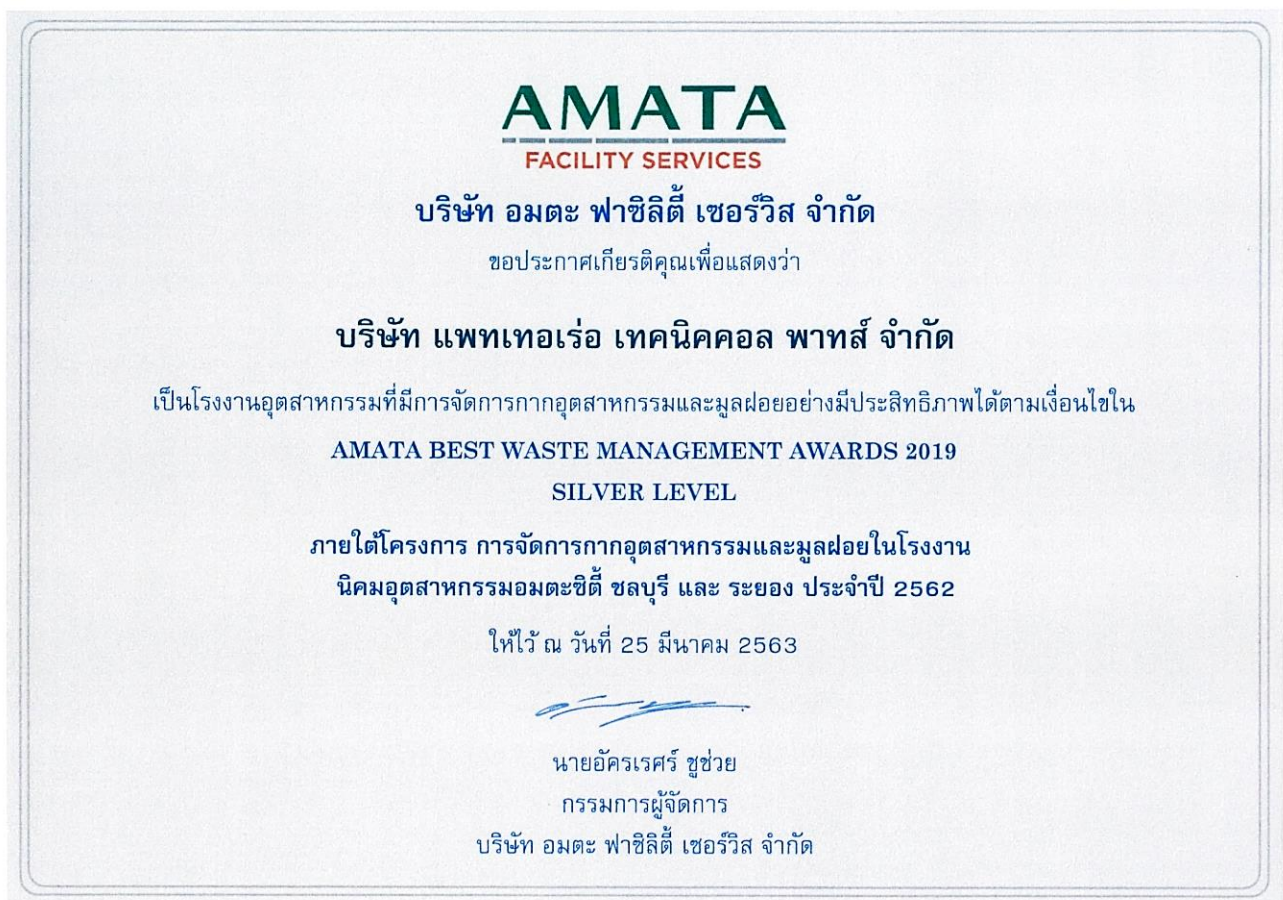 AMATA
FACILITY SERVICES
บริษัท อมตะ ฟาซิลิตี้ เซอร์วิส จำกัด
ขอประกาศเกียรติคุณเพื่อแสดงว่า
บริษัท แพทเทอเร่อ เทคนิคคอล พาทส์ จำกัด
เป็นโรงงานอุตสาหกรรมที่มีการจัดการกากอุตสาหกรรมและมูลฝอยอย่างมีประสิทธิภาพได้ตามเงื่อนไขใน
AMATA BEST WASTE MANAGEMENT AWARDS 2019
SILVER LEVEL
ภายใต้โครงการ การจัดการกากอุตสาหกรรมและมูลฝอยในโรงงาน
นิคมอุตสาหกรรมอมตะซิตี้ ชลบุรี และ ระยอง ประจำปี 2562
ให้ไว้ ณ วันที่ 25 มีนาคม 2563
นายอัครเรศร์ ชูช่วย
กรรมการผู้จัดการ
บริษัท อมตะ ฟาซิลิตี้ เซอร์วิส จำกัด